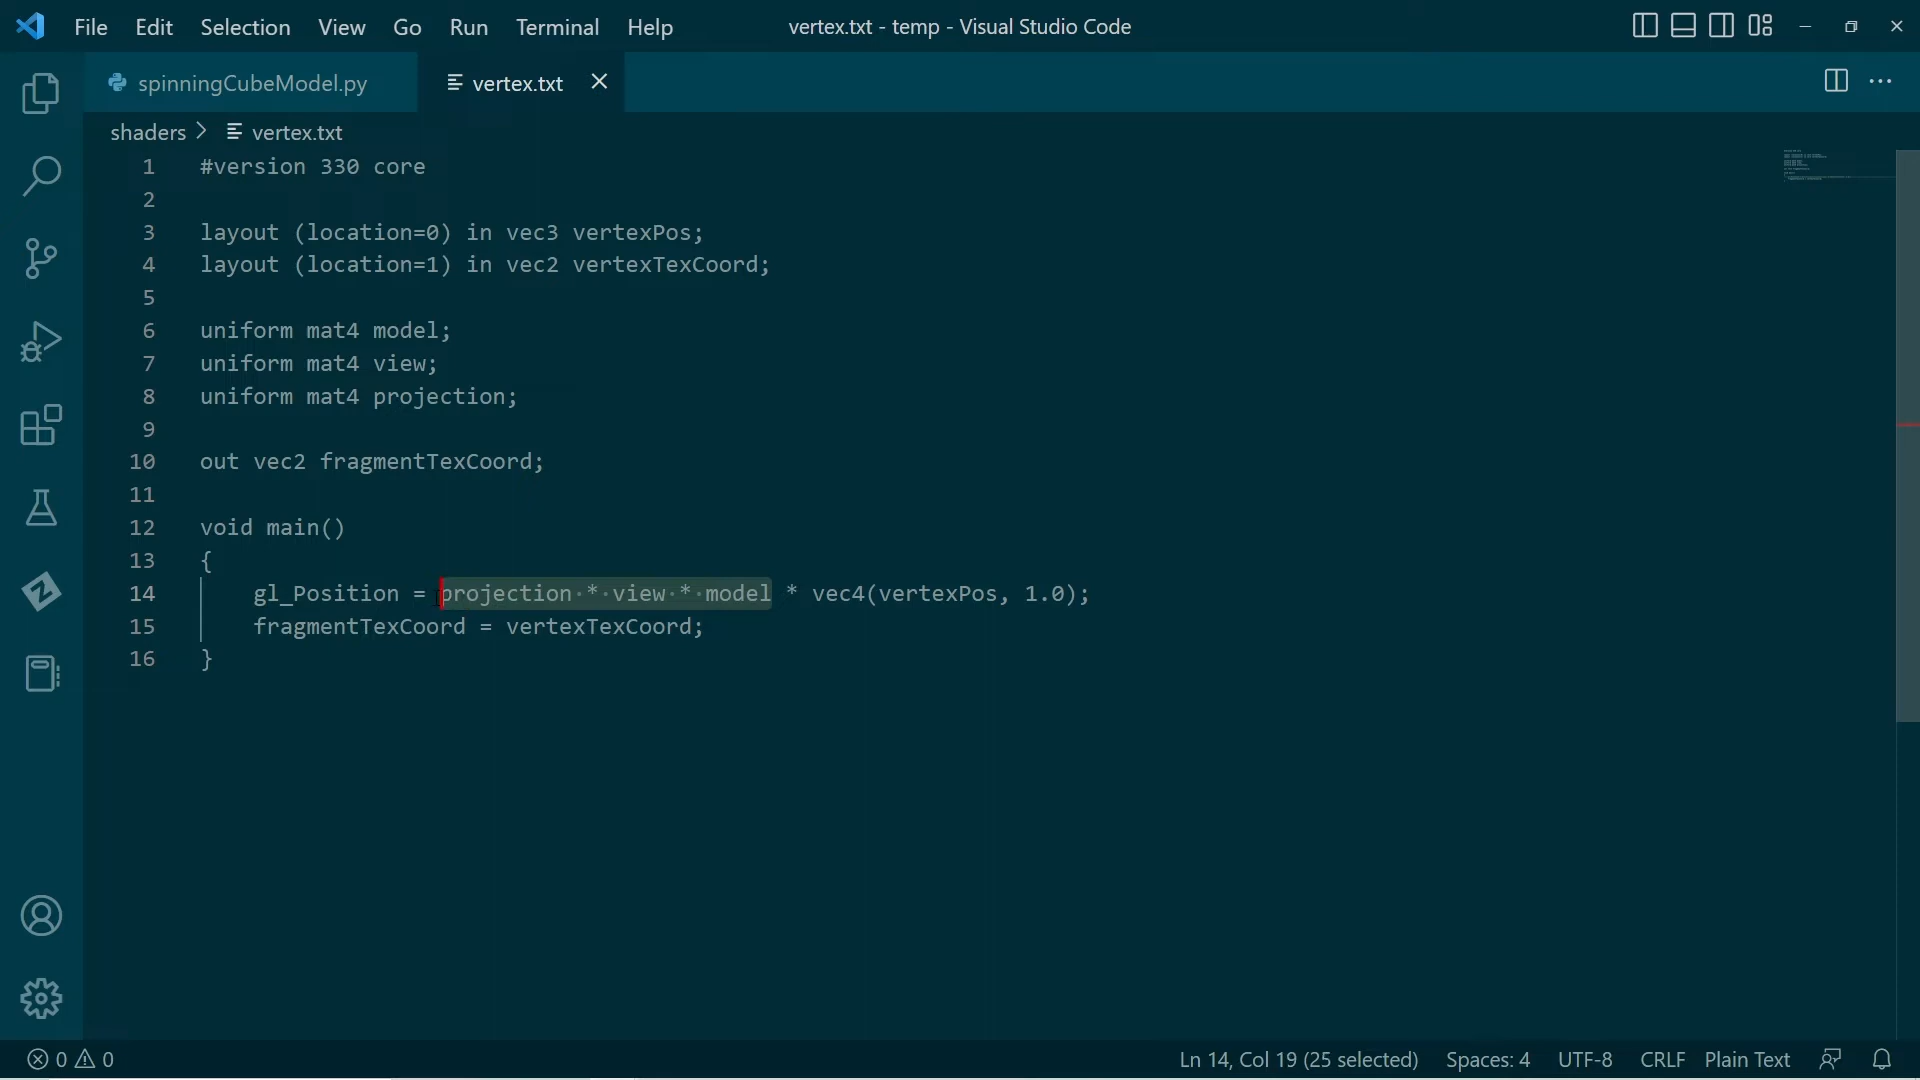 File Edit Selection View Go Run Terminal Help vertex.txt - temp - Visual Studio Code
spinningCubeModel.py vertex.txt
shaders > vertex.txt
1 #version 330 core
2
3 layout (location=0) in vec3 vertexPos;
4 layout (location=1) in vec2 vertexTexCoord;
5
6 uniform mat4 model;
7 uniform mat4 view;
8 uniform mat4 projection;
9
10 out vec2 fragmentTexCoord;
11
12 void main()
13 {
14 gl_Position = projection * view * model * vec4(vertexPos, 1.0);
15 fragmentTexCoord = vertexTexCoord;
16 }
0 0 Ln 14, Col 19 (25 selected) Spaces: 4 UTF-8 CRLF Plain Text